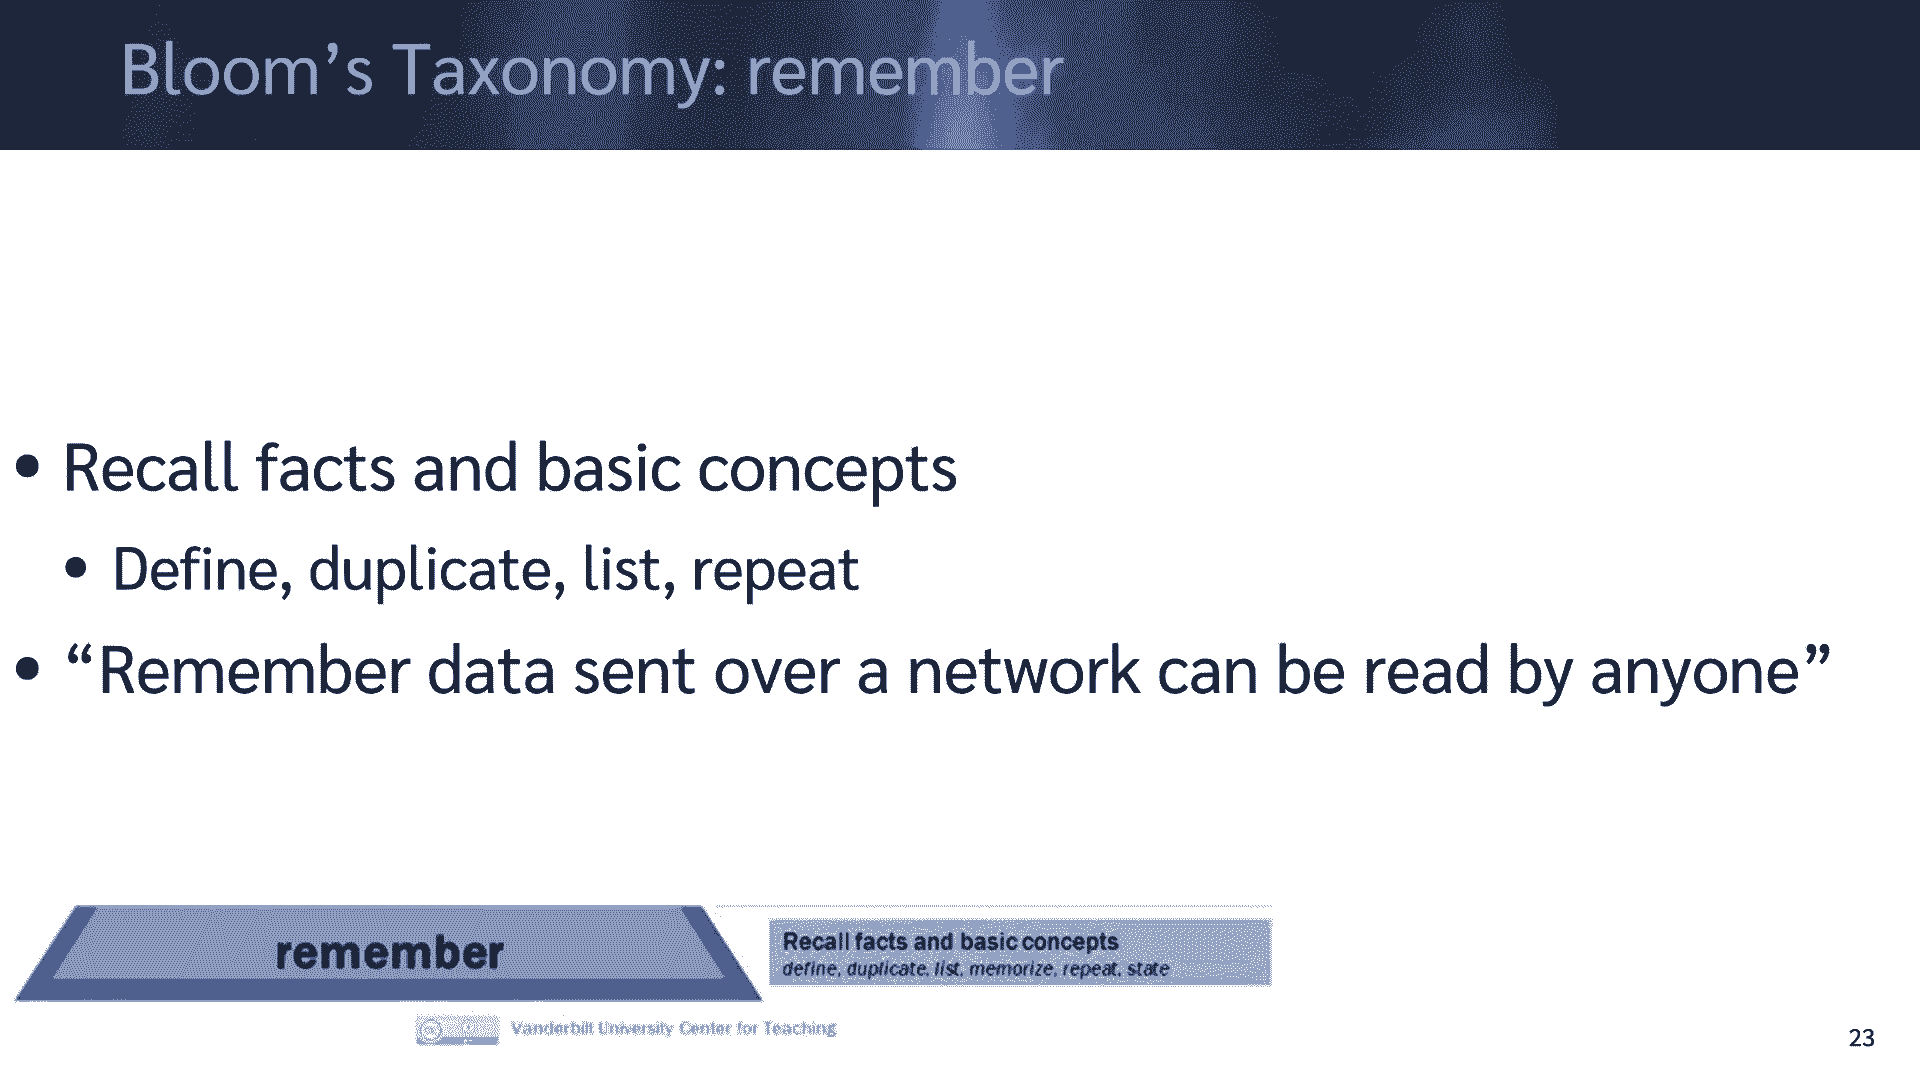 Bloom’s Taxonomy: remember
• Recall facts and basic concepts
• Define, duplicate, list, repeat
• “Remember data sent over a network can be read by anyone”
remember
Recall facts and basic concepts
define, duplicate, list, memorize, repeat, state
Vanderbilt University Center for Teaching
23